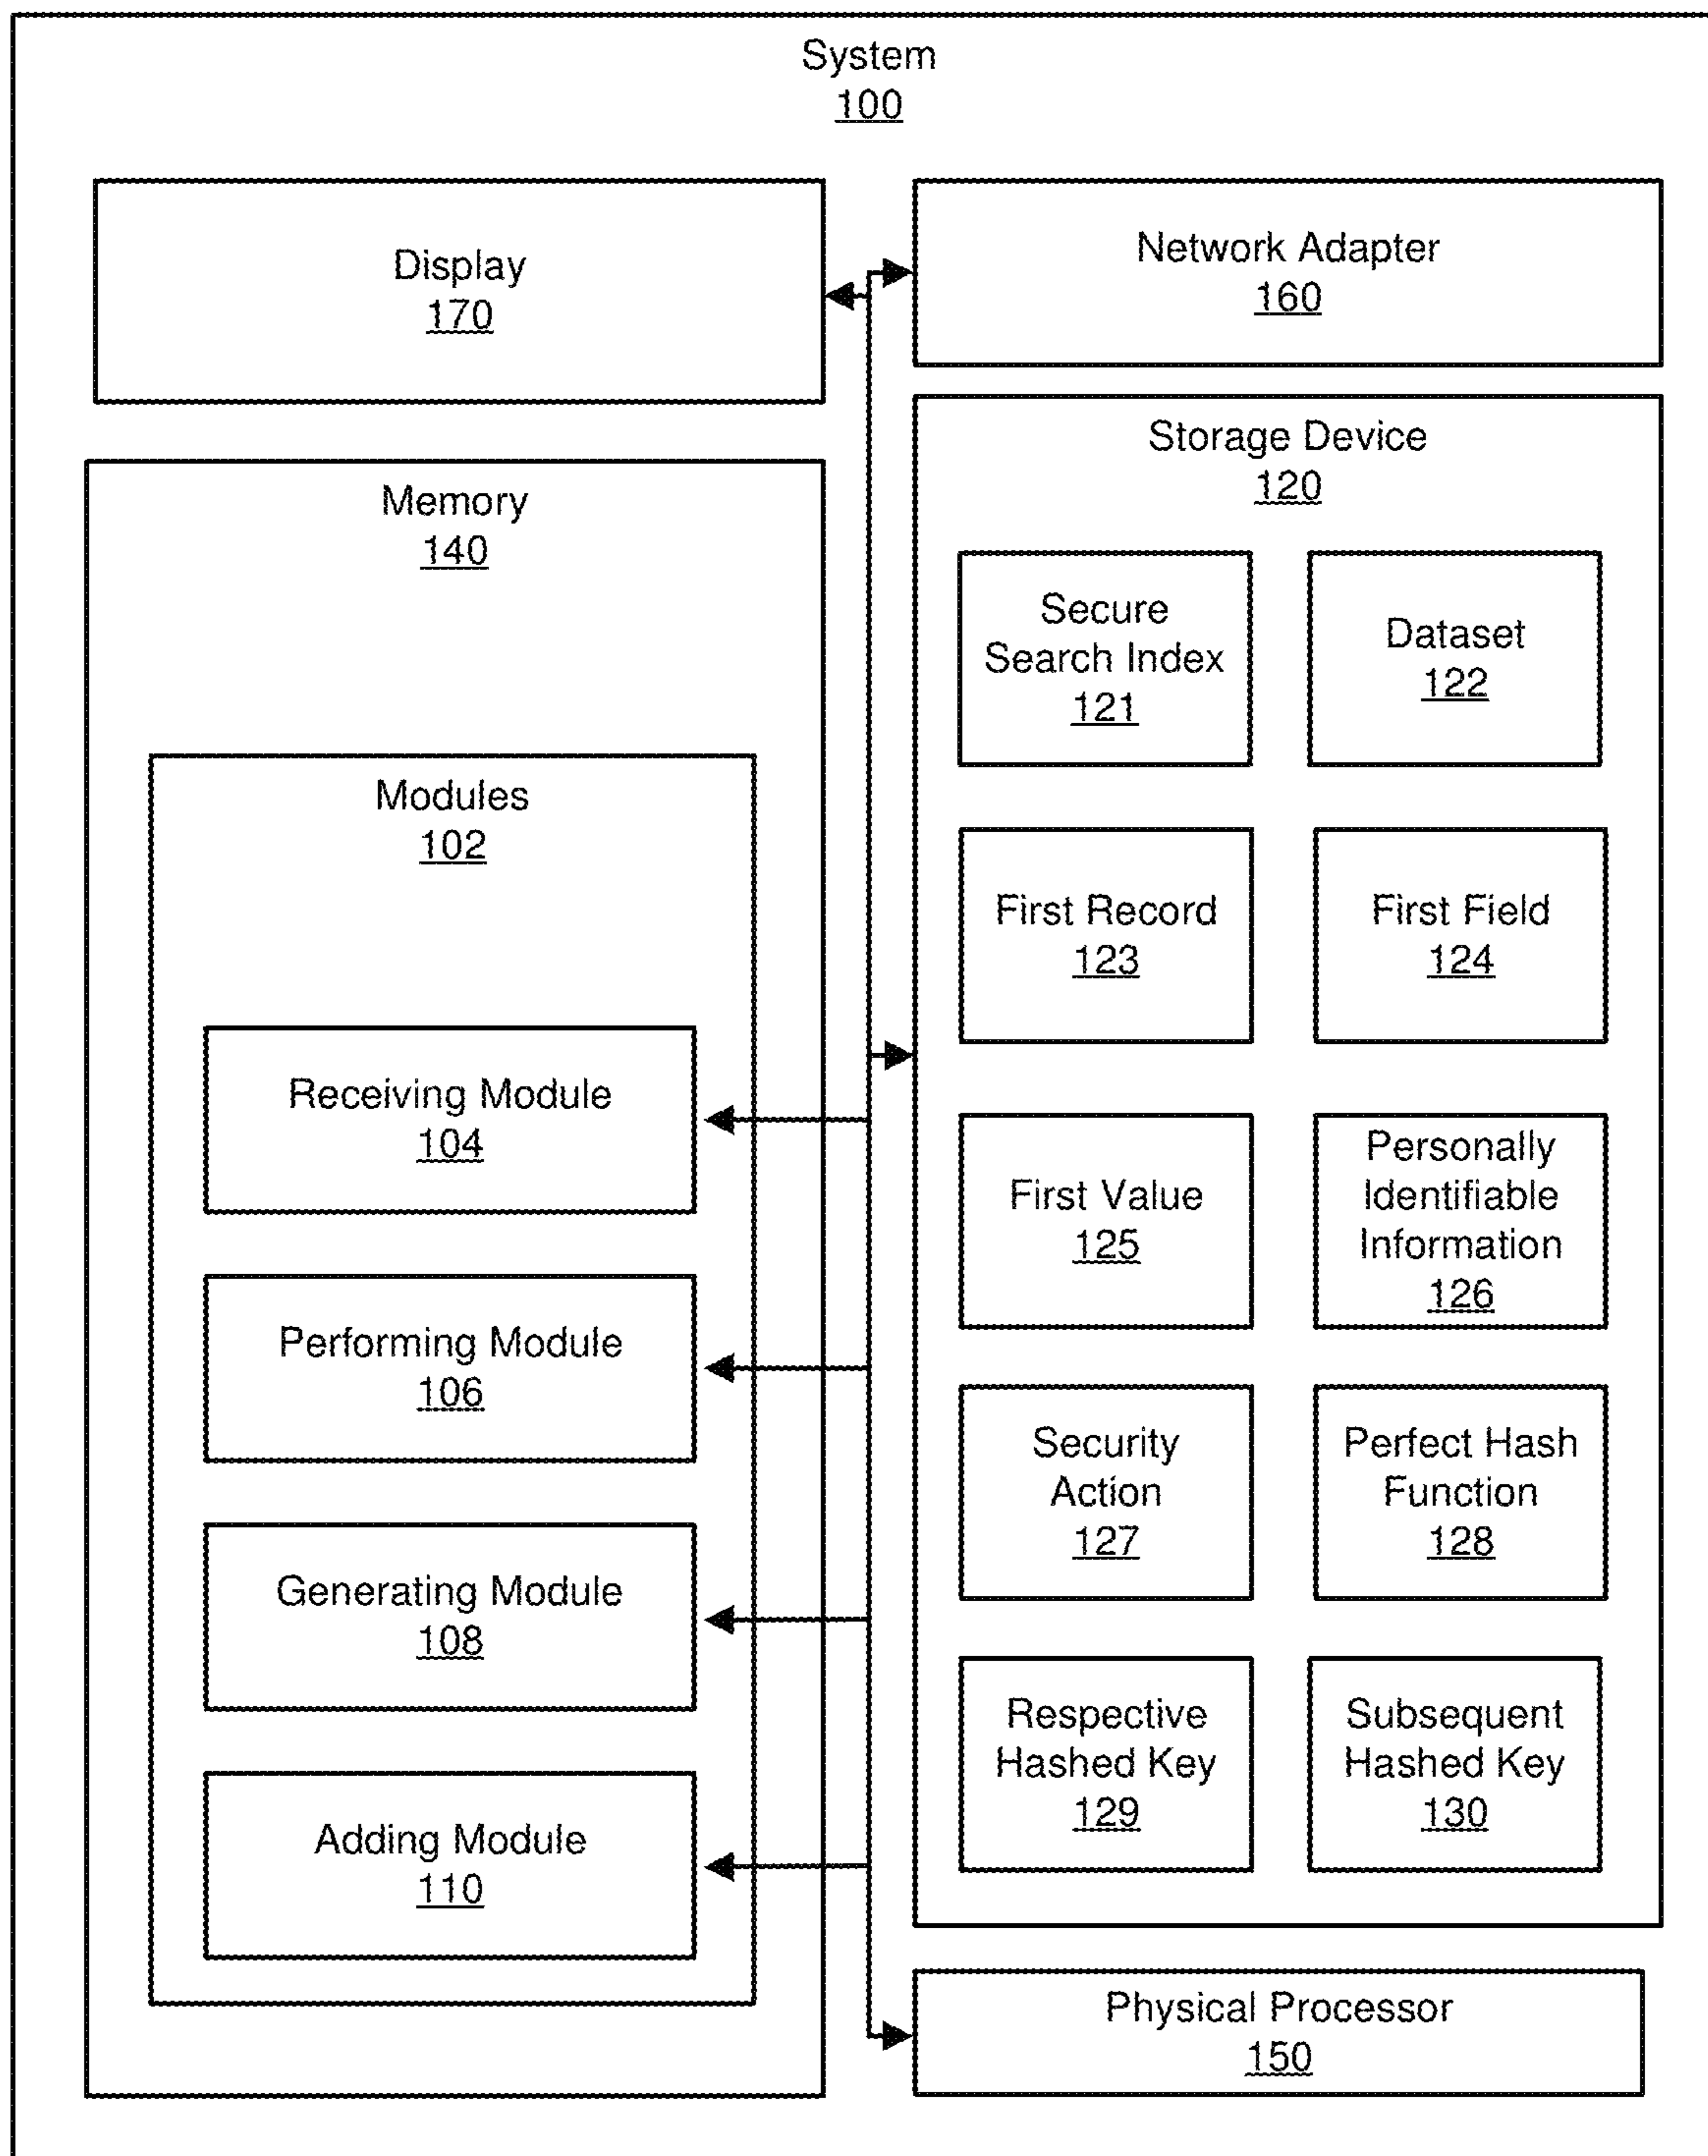 System
100
Display
170
Network Adapter
160
Memory
140
Modules
102
Receiving Module
104
Performing Module
106
Generating Module
108
Adding Module
110
Storage Device
120
Secure
Search Index
121
Dataset
122
First Record
123
First Field
124
First Value
125
Personally
Identifiable
Information
126
Security
Action
127
Perfect Hash
Function
128
Respective
Hashed Key
129
Subsequent
Hashed Key
130
Physical Processor
150